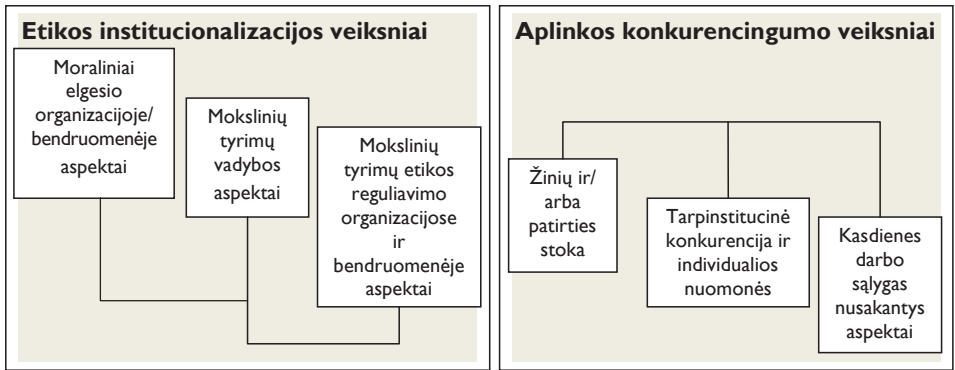 Etikos institucionalizacijos veiksniai
Moraliniai
elgesio
organizacijoje/
bendruomenėje
aspektai
Mokslinių
tyrimų
vadybos
aspektai
Mokslinių
tyrimų etikos
reguliavimo
organizacijose
ir
bendruomenėje
aspektai
Aplinkos konkurencingumo veiksniai
Žinių ir/
arba
patirties
stoka
Tarpinstitucinė
konkurencija ir
individualios
nuomonės
Kasdienes
darbo
sąlygas
nusakantys
aspektai